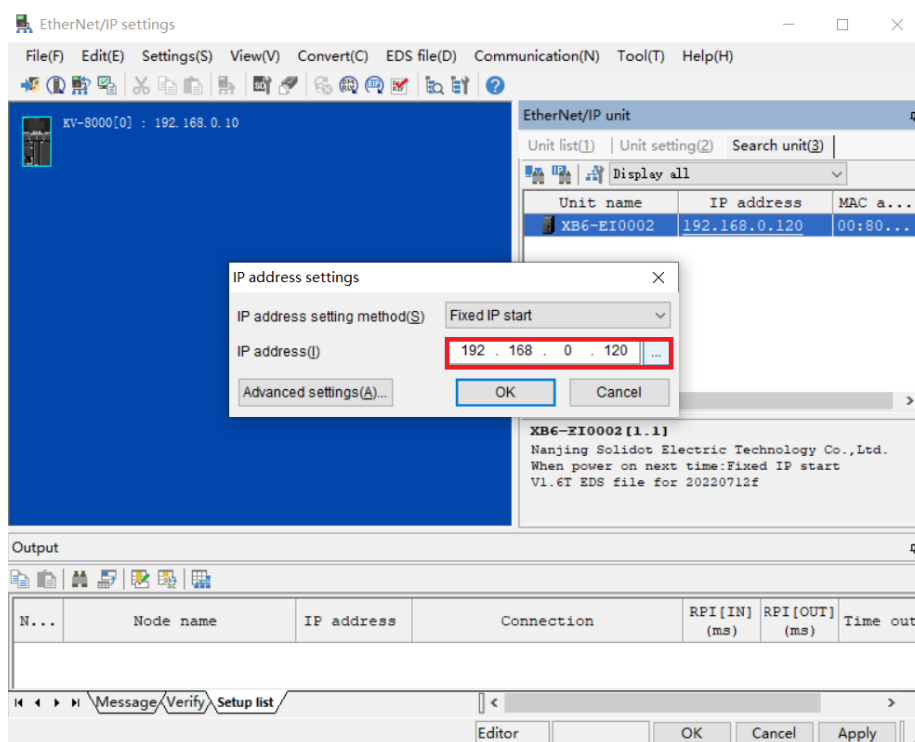 EtherNet/IP settings
File(F) Edit(E) Settings(S) View(V) Convert(C) EDS file(D) Communication(N) Tool(T) Help(H)
KV-8000[0] : 192.168.0.10
EtherNet/IP unit
Unit list(1) Unit setting(2) Search unit(3)
Display all
Unit name IP address MAC a...
XB6-EI0002 192.168.0.120 00:80...
IP address settings
IP address setting method(S) Fixed IP start
IP address(I) 192 . 168 . 0 . 120 ...
Advanced settings(A)... OK Cancel
XB6-EI0002[1.1]
Nanjing Solidot Electric Technology Co.,Ltd.
When power on next time:Fixed IP start
V1.6T EDS file for 20220712f
Output
N... Node name IP address Connection RPI[IN] (ms) RPI[OUT] (ms) Time out
Message Verify Setup list
Editor OK Cancel Apply